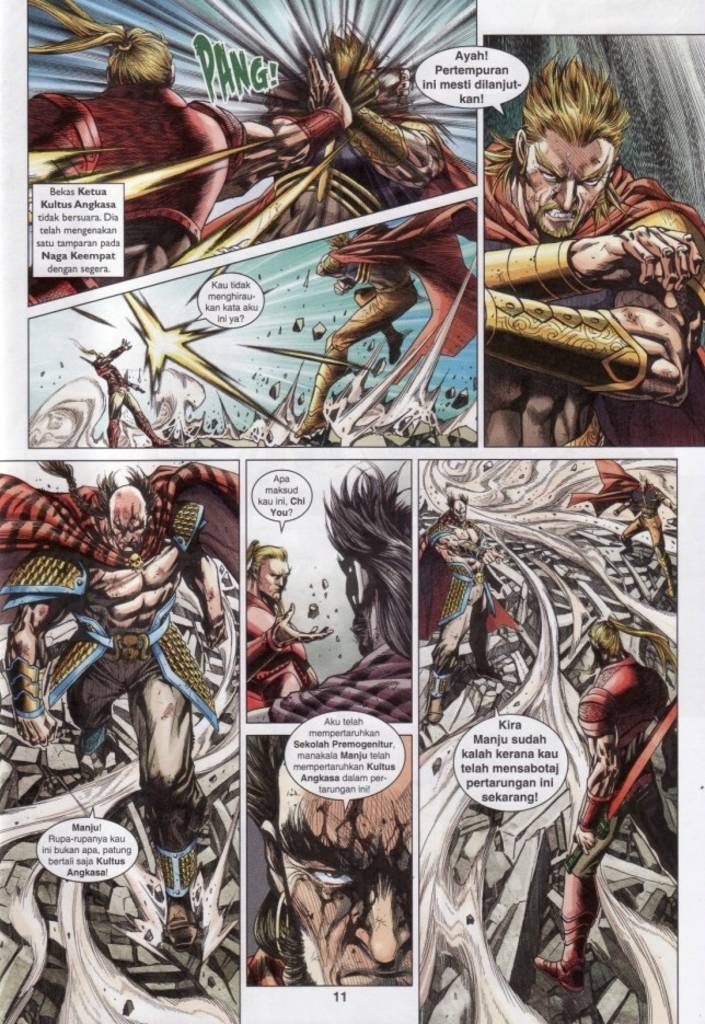 PANG!
Bekas Ketua
Kultus Angkasa
tidak bersuara. Dia
telah mengenakan
satu tamparan pada
Naga Keempat
dengan segera.
Ayah!
Pertempuran
ini mesti dilanjut-
kan!
Kau tidak
menghirau-
kan kata aku
ini ya?
Manju!
Rupa-rupanya kau
ini bukan apa, patung
bertali saja Kultus
Angkasa!
Apa
maksud
kau ini, Chi
You?
Aku telah
mempertaruhkan
Sekolah Premogenitur,
manakala Manju telah
mempertaruhkan Kultus
Angkasa dalam per-
tarungan ini!
Kira
Manju sudah
kalah kerana kau
telah mensabotaj
pertarungan ini
sekarang!
11